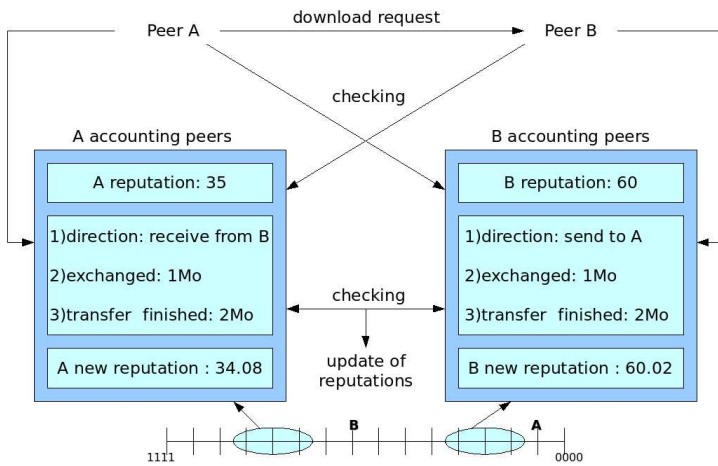 download request
Peer A
Peer B
checking
A accounting peers
B accounting peers
A reputation: 35
B reputation: 60
1)direction: receive from B
2)exchanged: 1Mo
3)transfer finished: 2Mo
1)direction: send to A
2)exchanged: 1Mo
3)transfer finished: 2Mo
checking
update of
reputations
A new reputation : 34.08
B new reputation : 60.02
B
A
1111
0000